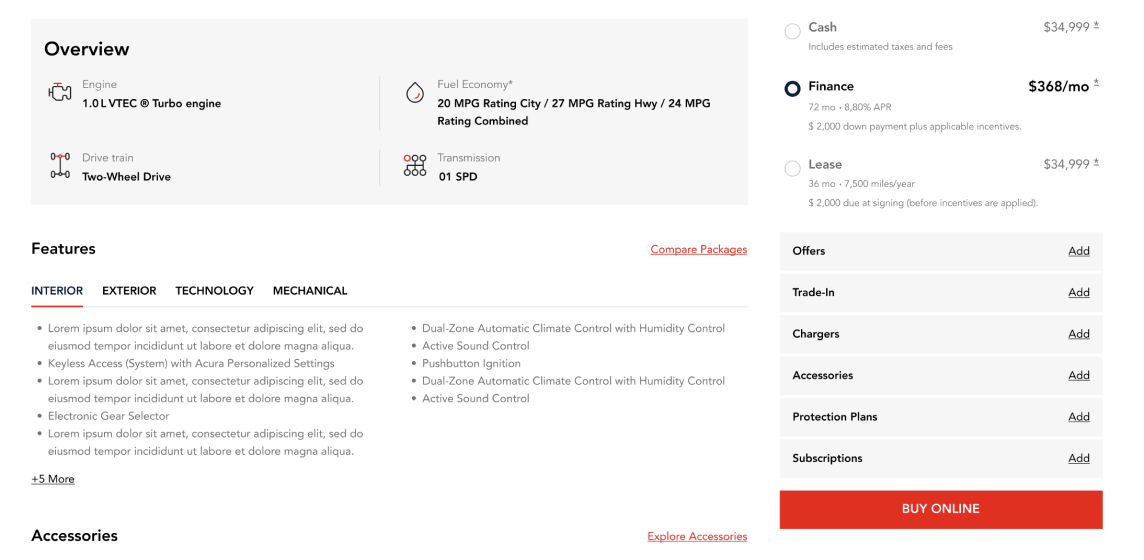 Overview
Engine
1.0 L VTEC ® Turbo engine
Fuel Economy*
20 MPG Rating City / 27 MPG Rating Hwy / 24 MPG
Rating Combined
Drive train
Two-Wheel Drive
Transmission
01 SPD
Features
Compare Packages
INTERIOR EXTERIOR TECHNOLOGY MECHANICAL
• Lorem ipsum dolor sit amet, consectetur adipiscing elit, sed do
eiusmod tempor incididunt ut labore et dolore magna aliqua.
• Keyless Access (System) with Acura Personalized Settings
• Lorem ipsum dolor sit amet, consectetur adipiscing elit, sed do
eiusmod tempor incididunt ut labore et dolore magna aliqua.
• Electronic Gear Selector
• Lorem ipsum dolor sit amet, consectetur adipiscing elit, sed do
eiusmod tempor incididunt ut labore et dolore magna aliqua.
• Dual-Zone Automatic Climate Control with Humidity Control
• Active Sound Control
• Pushbutton Ignition
• Dual-Zone Automatic Climate Control with Humidity Control
• Active Sound Control
+5 More
Accessories
Explore Accessories
Cash $34,999 *
Includes estimated taxes and fees
Finance $368/mo *
72 mo • 8,80% APR
$ 2,000 down payment plus applicable incentives.
Lease $34,999 *
36 mo • 7,500 miles/year
$ 2,000 due at signing (before incentives are applied).
Offers Add
Trade-In Add
Chargers Add
Accessories Add
Protection Plans Add
Subscriptions Add
BUY ONLINE